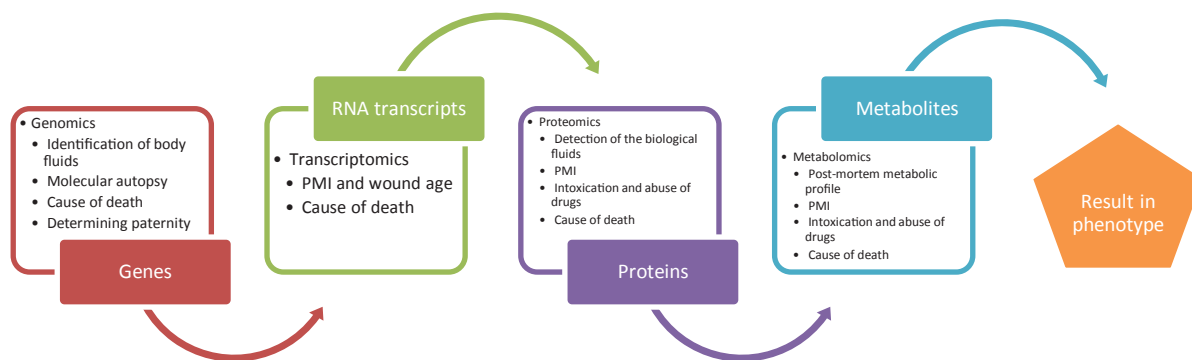 • Genomics
• Identification of body
fluids
• Molecular autopsy
• Cause of death
• Determining paternity
Genes
RNA transcripts
• Transcriptomics
• PMI and wound age
• Cause of death
• Proteomics
• Detection of the biological
fluids
• PMI
• Intoxication and abuse of
drugs
• Cause of death
Proteins
Metabolites
• Metabolomics
• Post-mortem metabolic
profile
• PMI
• Intoxication and abuse of
drugs
• Cause of death
Result in
phenotype